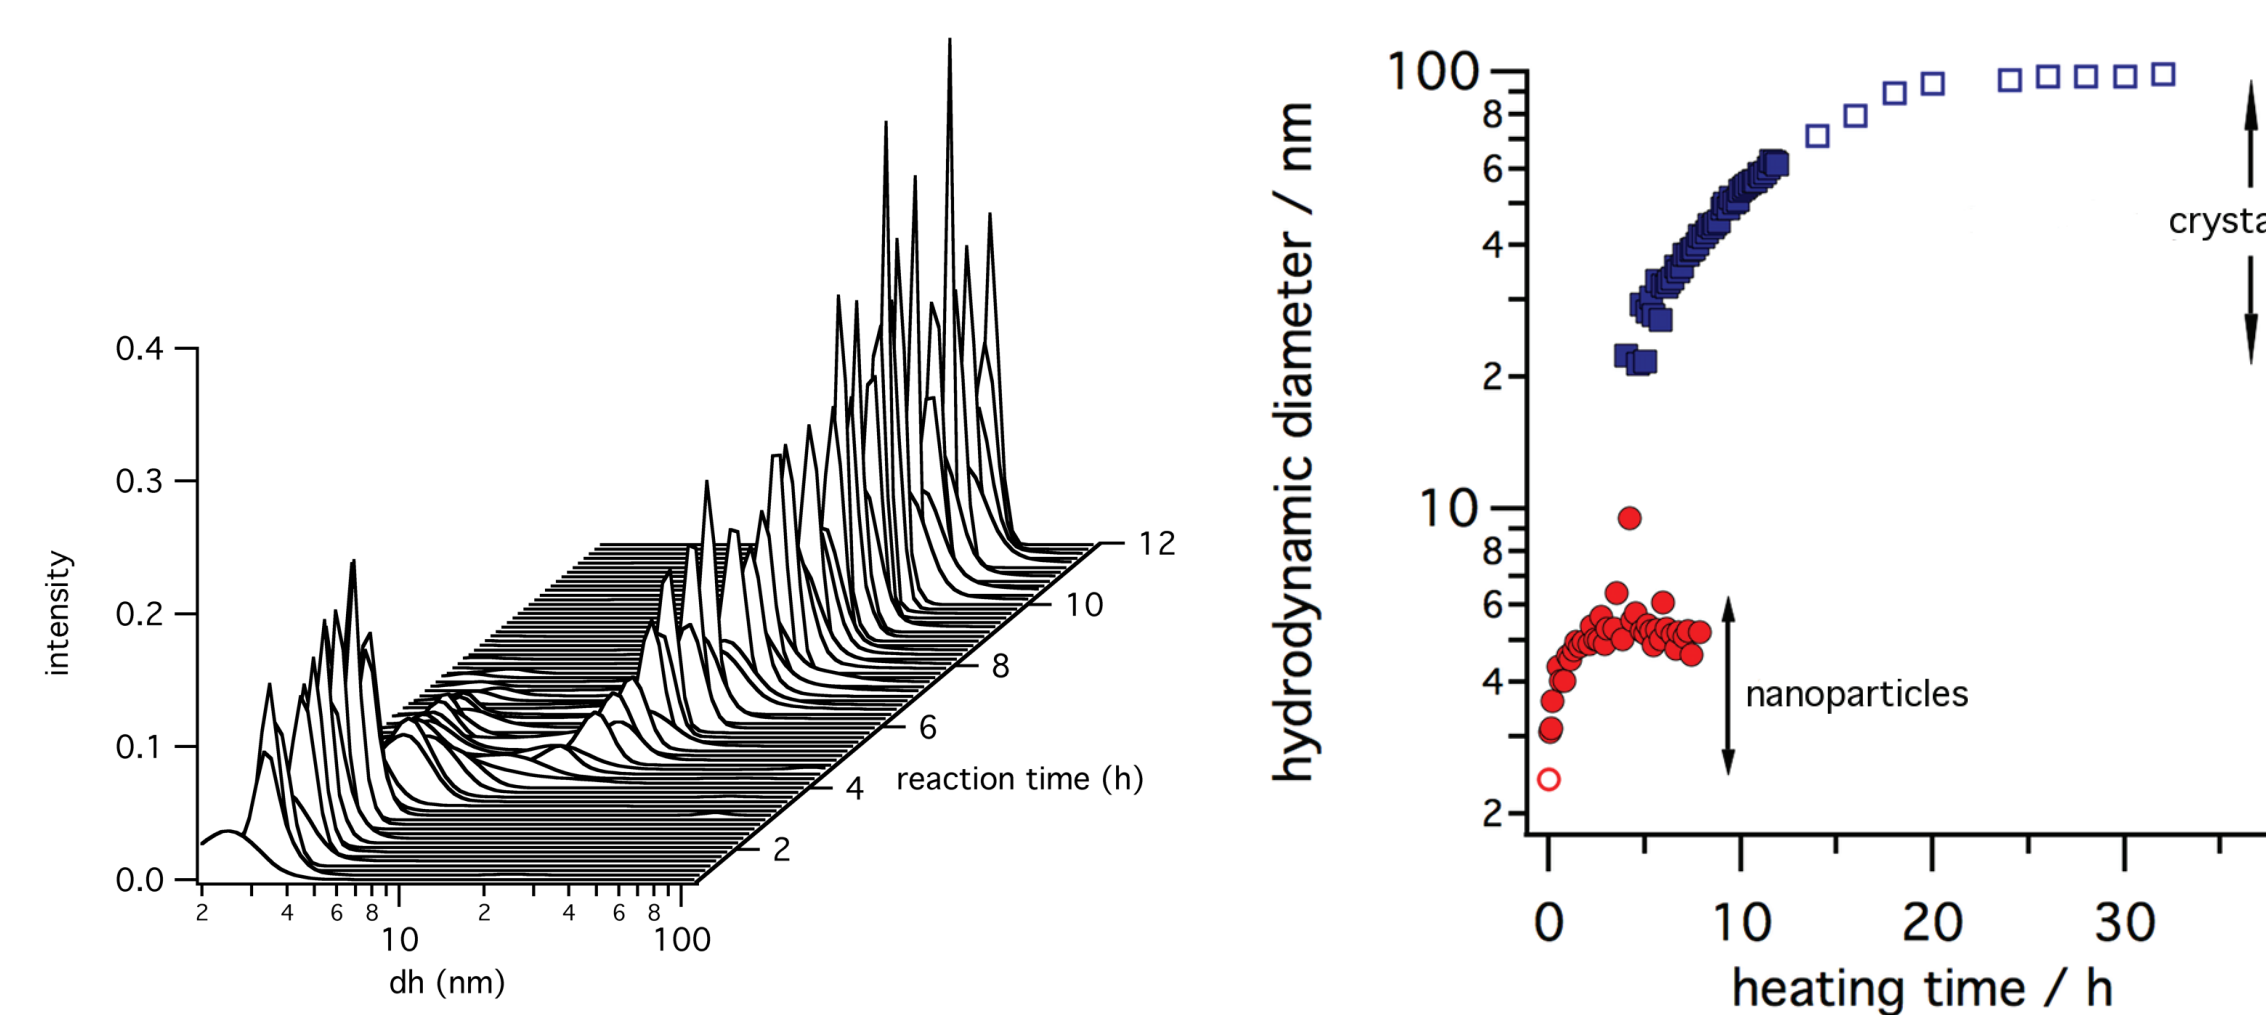 0.4
0.3
0.2
0.1
0.0
intensity
2 4 6 8 2 4 6 8
10 100
dh (nm)
12
10
8
6
4
2
reaction time (h)
100
8
6
4
2
10
8
6
4
2
hydrodynamic diameter / nm
crysta
nanoparticles
0 10 20 30
heating time / h